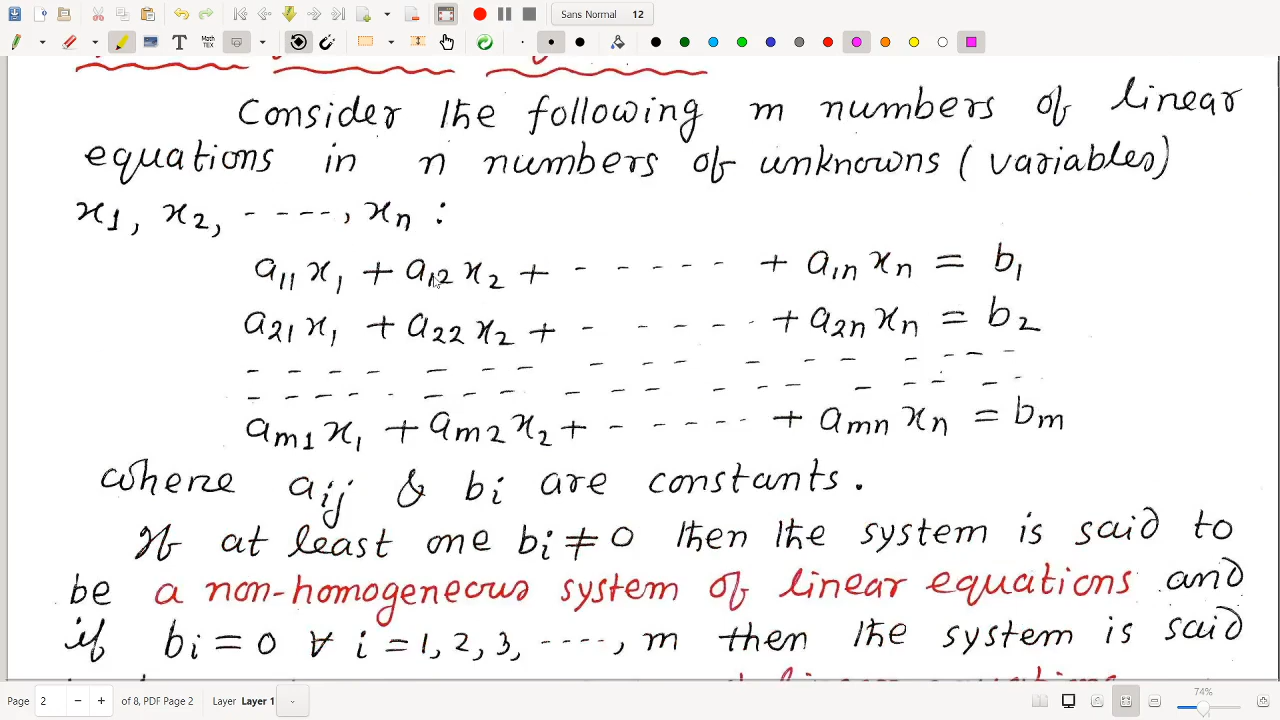 Sans Normal 12
T MATH TEX
Consider the following m numbers of linear
equations in n numbers of unknowns (variables)
x1, x2, -----, xn :
a11 x1 + a12 x2 + ------ + a1n xn = b1
a21 x1 + a22 x2 + ------ + a2n xn = b2
- - - - - - - - - - - - - - - - - -
- - - - - - - - - - - - - - - - - -
am1 x1 + am2 x2 + ------ + amn xn = bm
where aij & bi are constants.
If at least one bi ≠ 0 then the system is said to
be a non-homogeneous system of linear equations and
if bi = 0 ∀ i = 1, 2, 3, ----, m then the system is said
linear equations
Page 2 of 8, PDF Page 2 Layer Layer 1 74%